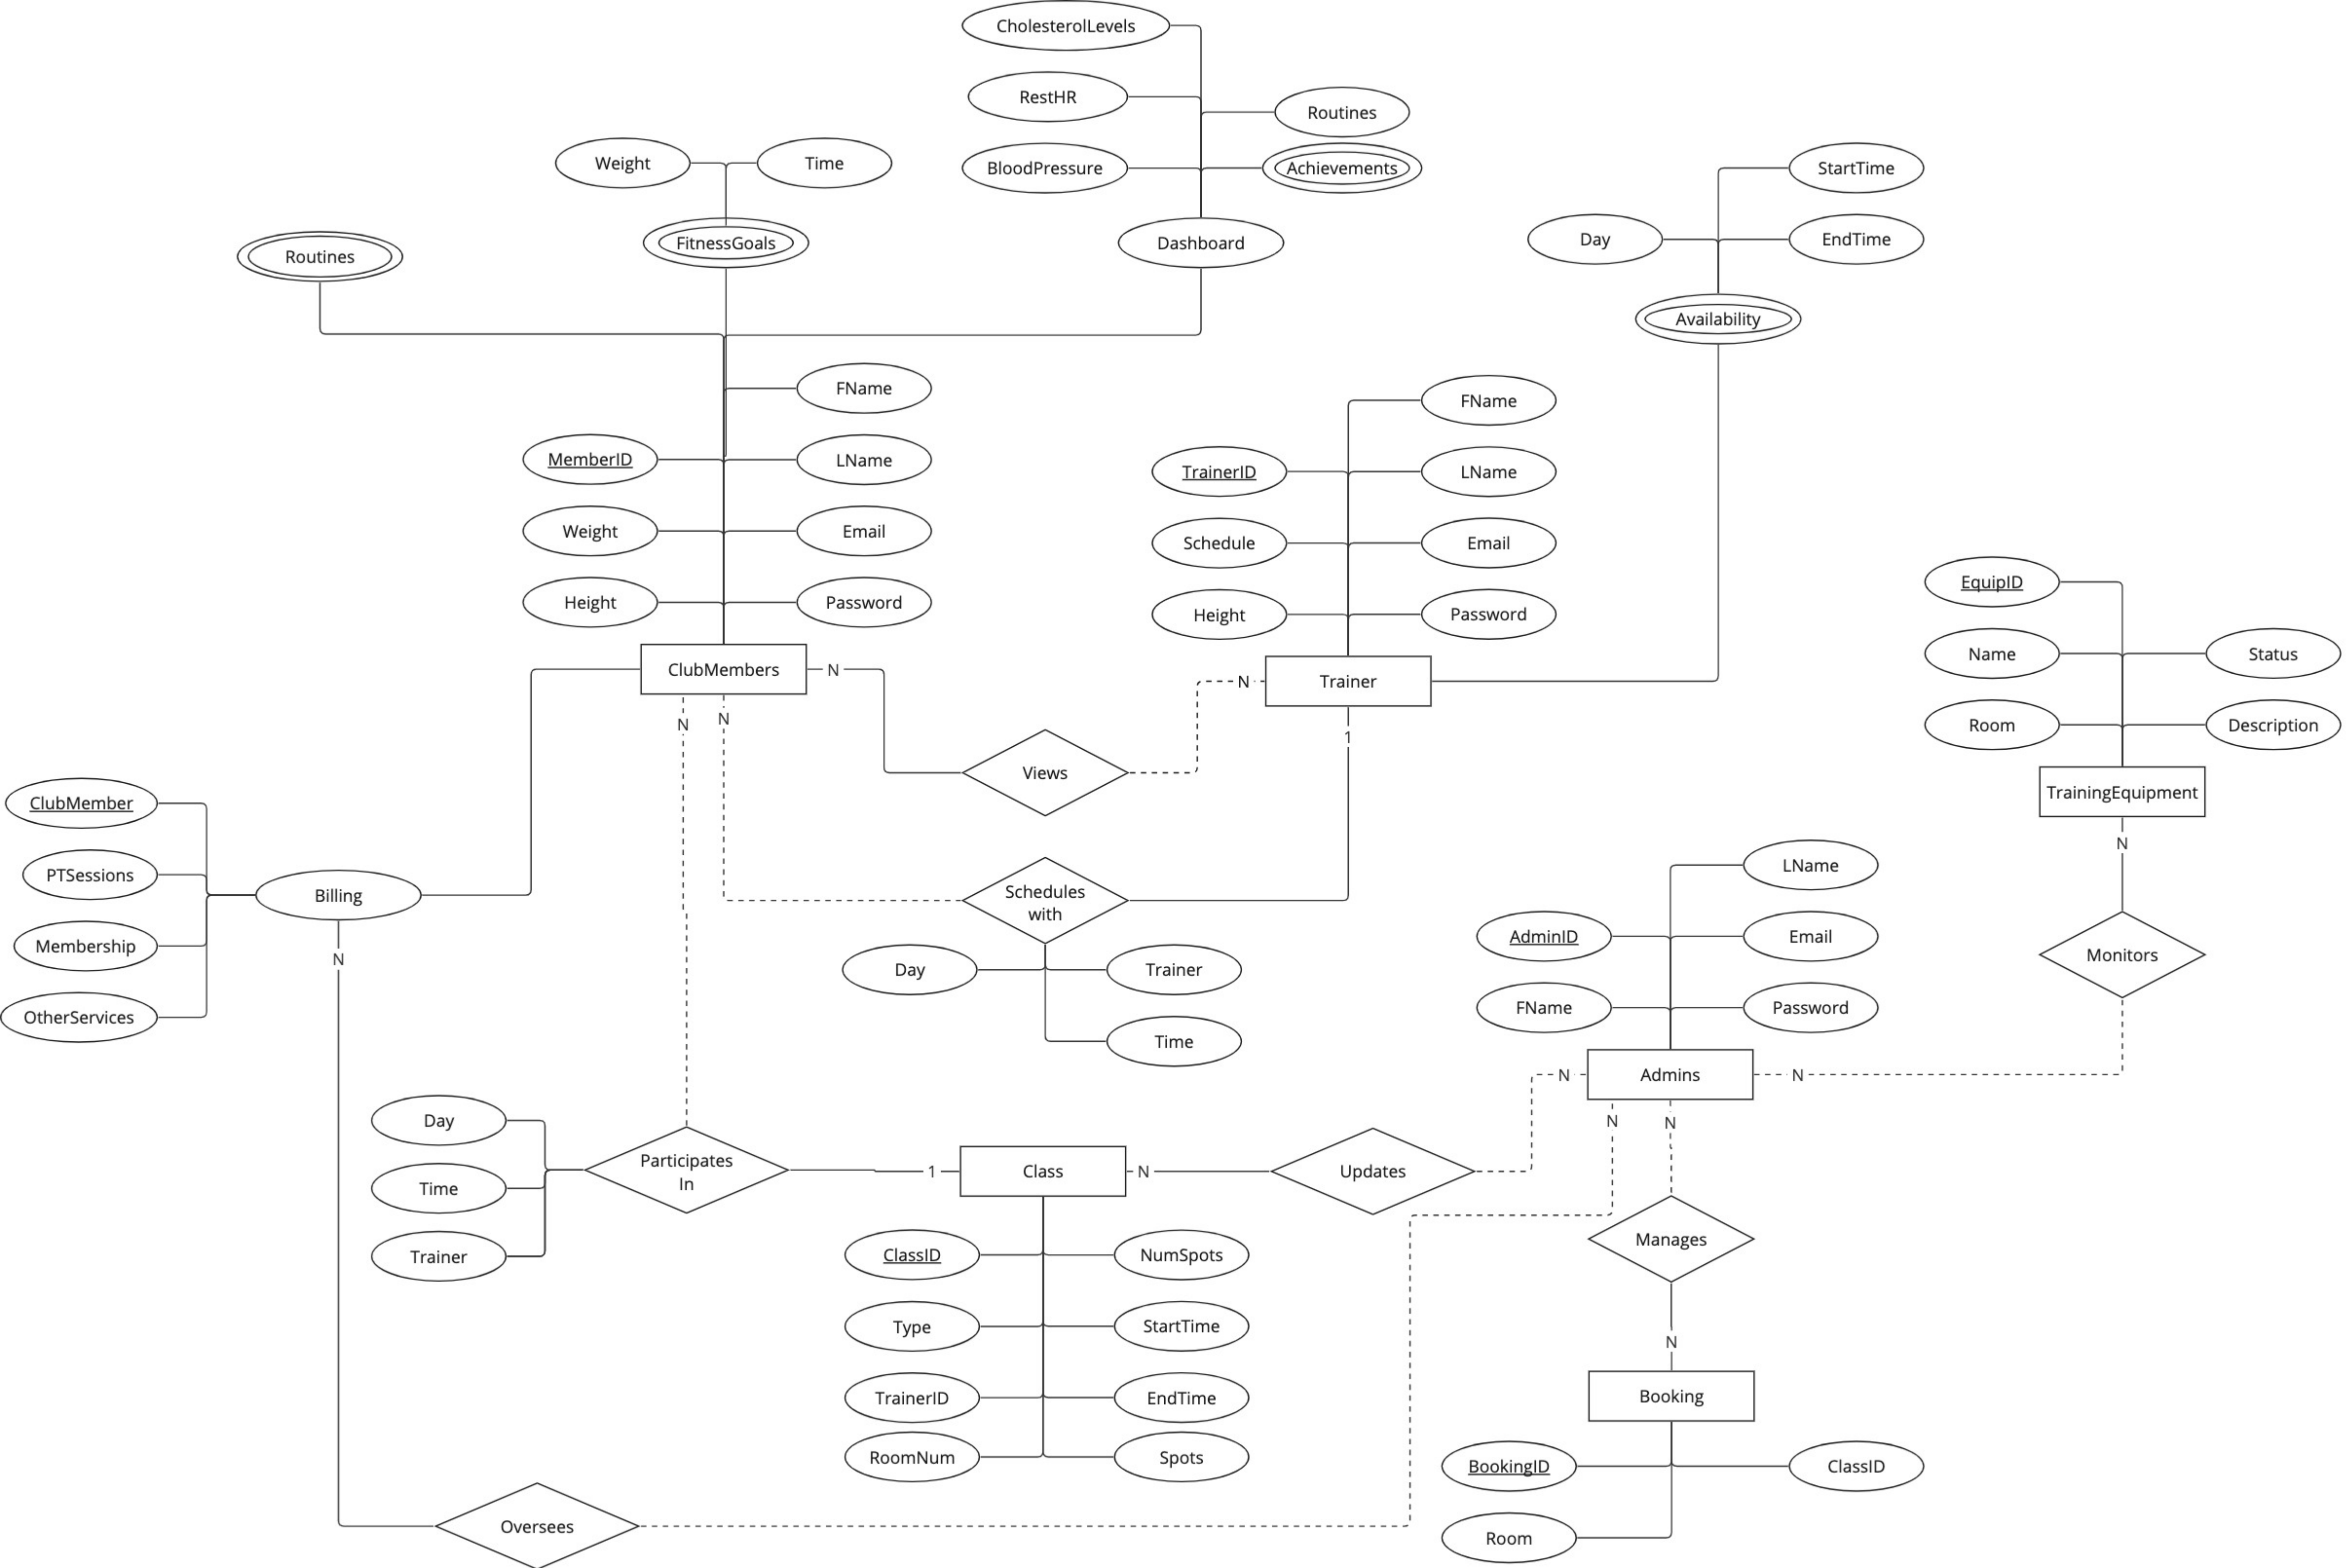 CholesterolLevels
RestHR
Routines
BloodPressure
Achievements
Dashboard
Weight
Time
FitnessGoals
Routines
StartTime
Day
EndTime
Availability
FName
MemberID
LName
Weight
Email
Height
Password
ClubMembers
N
N
N
FName
TrainerID
LName
Schedule
Email
Height
Password
N
Trainer
1
Views
EquipID
Name
Status
Room
Description
TrainingEquipment
N
Monitors
ClubMember
PTSessions
Membership
OtherServices
Billing
N
Schedules
with
Day
Trainer
Time
LName
AdminID
Email
FName
Password
N
Admins
N
N
N
Day
Time
Trainer
Participates
In
1
Class
N
Updates
Manages
N
ClassID
NumSpots
Type
StartTime
TrainerID
EndTime
RoomNum
Spots
Booking
BookingID
ClassID
Room
Oversees